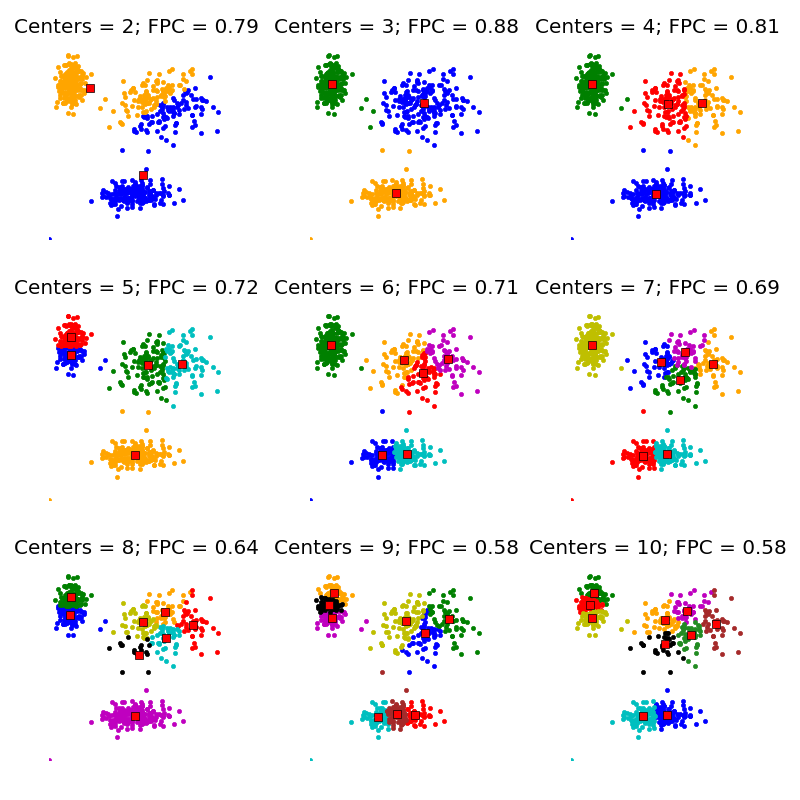 Centers = 2; FPC = 0.79
Centers = 3; FPC = 0.88
Centers = 4; FPC = 0.81
Centers = 5; FPC = 0.72
Centers = 6; FPC = 0.71
Centers = 7; FPC = 0.69
Centers = 8; FPC = 0.64
Centers = 9; FPC = 0.58
Centers = 10; FPC = 0.58